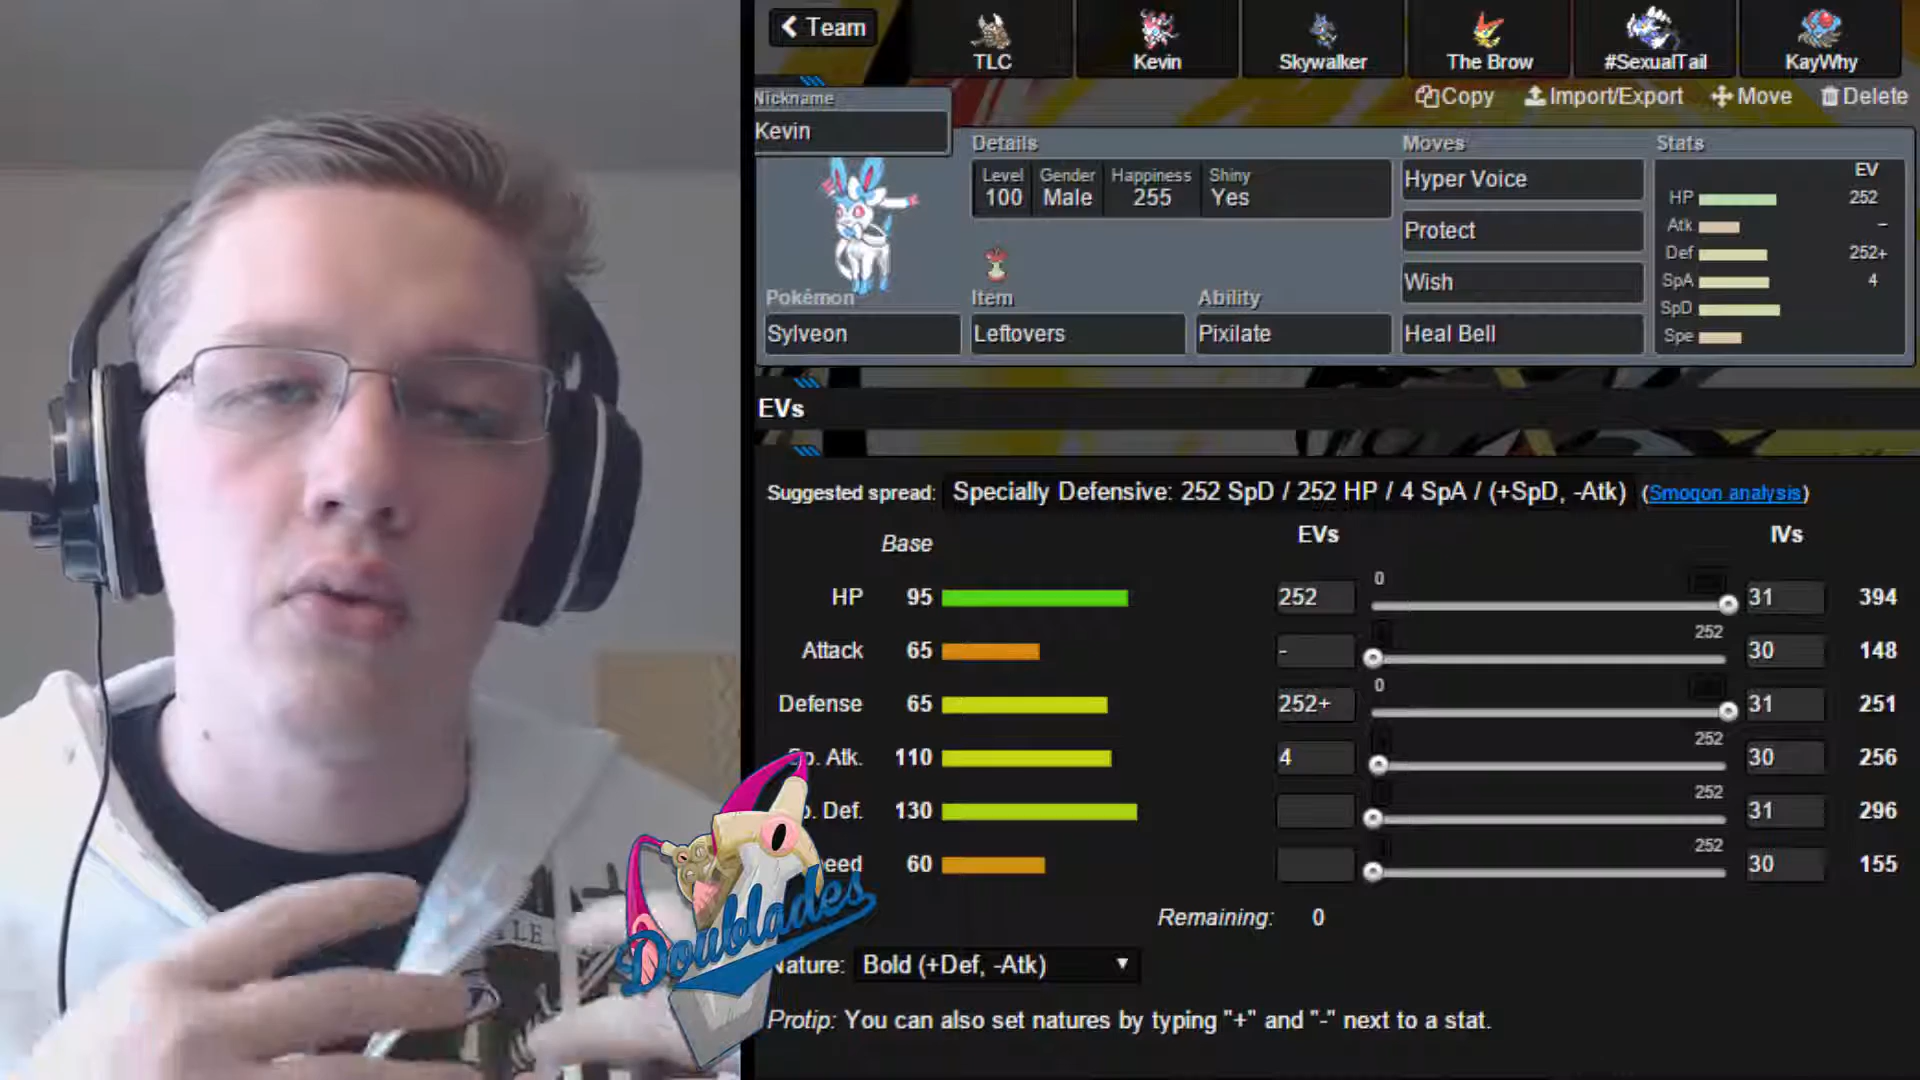 Team
TLC
Kevin
Skywalker
The Brow
#SexualTail
KayWhy
Copy
Import/Export
Move
Delete
Nickname
Kevin
Details
Level
100
Gender
Male
Happiness
255
Shiny
Yes
Pokémon
Sylveon
Item
Leftovers
Ability
Pixilate
Moves
Hyper Voice
Protect
Wish
Heal Bell
Stats
EV
HP 252
Atk –
Def 252+
SpA 4
SpD
Spe
EVs
Suggested spread: Specially Defensive: 252 SpD / 252 HP / 4 SpA / (+SpD, -Atk) (Smogon analysis)
Base EVs IVs
0
HP 95 252 31 394
252
Attack 65 - 30 148
0
Defense 65 252+ 31 251
252
p. Atk. 110 4 30 256
252
p. Def. 130 31 296
252
eed 60 30 155
Remaining: 0
Doublades
Nature: Bold (+Def, -Atk)
Protip: You can also set natures by typing "+" and "-" next to a stat.